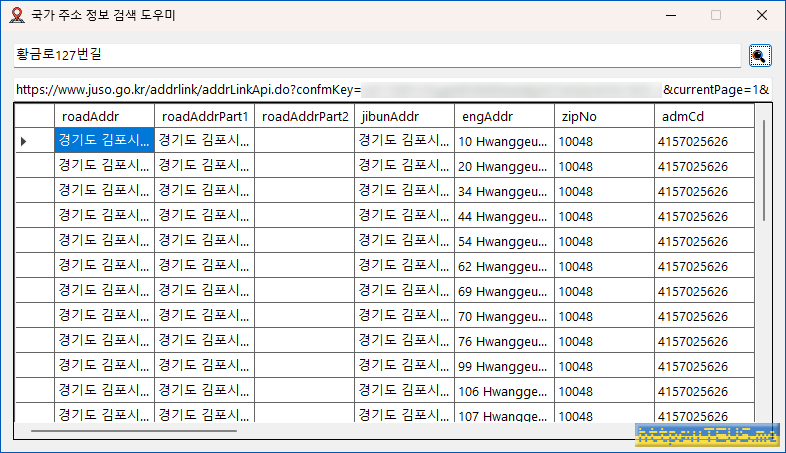 국가 주소 정보 검색 도우미
황금로127번길
https://www.juso.go.kr/addrlink/addrLinkApi.do?confmKey= &currentPage=1&
roadAddr roadAddrPart1 roadAddrPart2 jibunAddr engAddr zipNo admCd
경기도 김포시... 경기도 김포시... 경기도 김포시... 10 Hwanggeu... 10048 4157025626
경기도 김포시... 경기도 김포시... 경기도 김포시... 20 Hwanggeu... 10048 4157025626
경기도 김포시... 경기도 김포시... 경기도 김포시... 34 Hwanggeu... 10048 4157025626
경기도 김포시... 경기도 김포시... 경기도 김포시... 44 Hwanggeu... 10048 4157025626
경기도 김포시... 경기도 김포시... 경기도 김포시... 54 Hwanggeu... 10048 4157025626
경기도 김포시... 경기도 김포시... 경기도 김포시... 62 Hwanggeu... 10048 4157025626
경기도 김포시... 경기도 김포시... 경기도 김포시... 69 Hwanggeu... 10048 4157025626
경기도 김포시... 경기도 김포시... 경기도 김포시... 70 Hwanggeu... 10048 4157025626
경기도 김포시... 경기도 김포시... 경기도 김포시... 76 Hwanggeu... 10048 4157025626
경기도 김포시... 경기도 김포시... 경기도 김포시... 99 Hwanggeu... 10048 4157025626
경기도 김포시... 경기도 김포시... 경기도 김포시... 106 Hwangge... 10048 4157025626
경기도 김포시... 경기도 김포시... 경기도 김포시... 107 Hwangge... 10048 4157025626